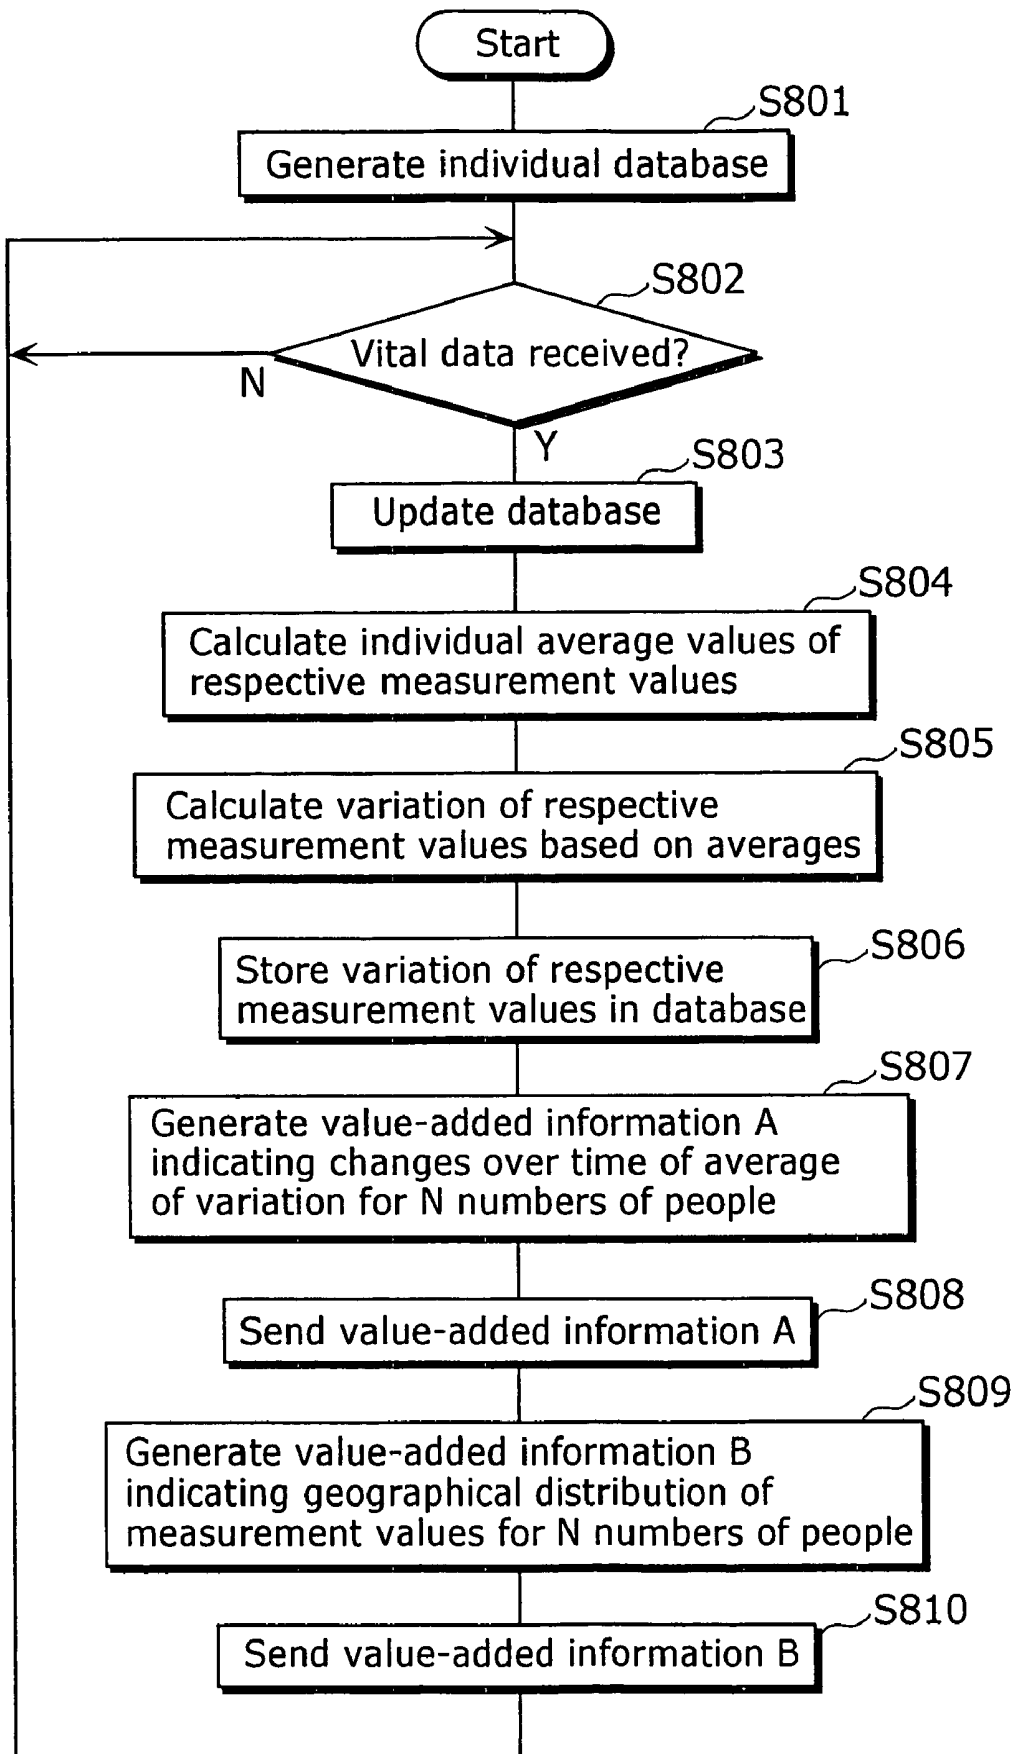 Start
S801
Generate individual database
S802
Vital data received?
N
Y
S803
Update database
S804
Calculate individual average values of
respective measurement values
S805
Calculate variation of respective
measurement values based on averages
S806
Store variation of respective
measurement values in database
S807
Generate value-added information A
indicating changes over time of average
of variation for N numbers of people
S808
Send value-added information A
S809
Generate value-added information B
indicating geographical distribution of
measurement values for N numbers of people
S810
Send value-added information B